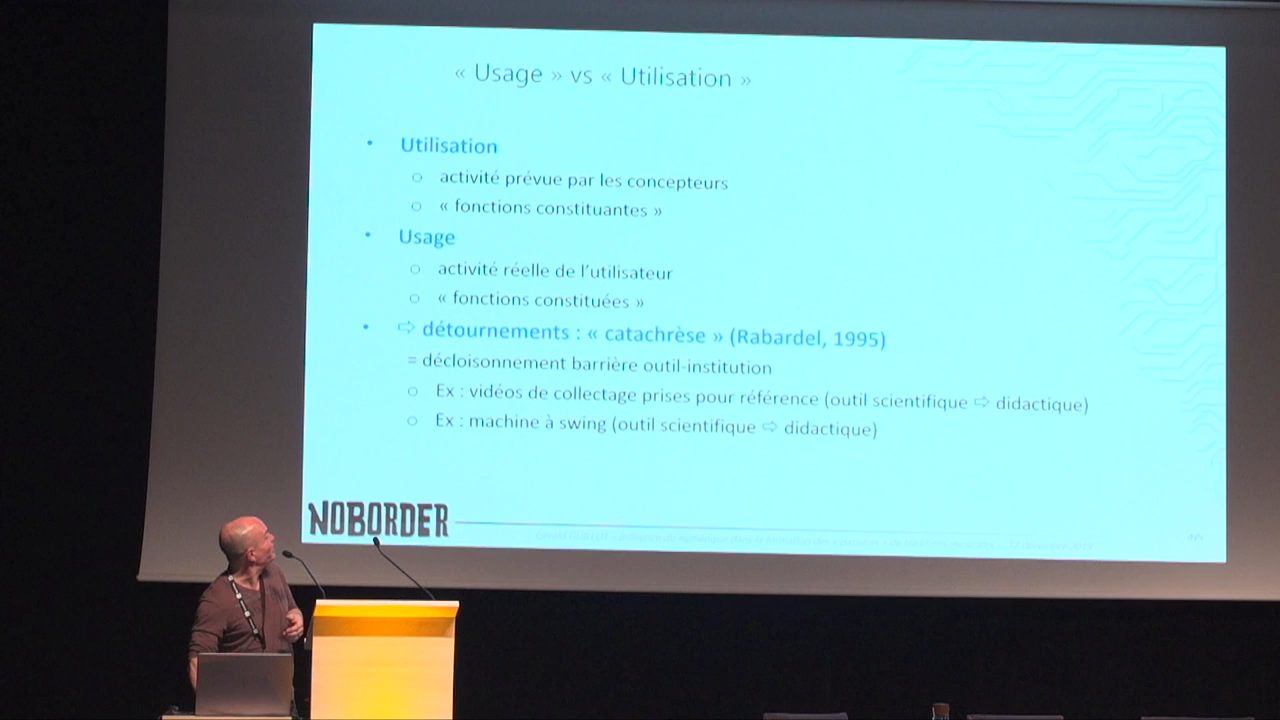 « Usage » vs « Utilisation »
• Utilisation
○ activité prévue par les concepteurs
○ « fonctions constituantes »
• Usage
○ activité réelle de l'utilisateur
○ « fonctions constituées »
• ⇨ détournements : « catachrèse » (Rabardel, 1995)
= décloisonnement barrière outil-institution
○ Ex : vidéos de collectage prises pour référence (outil scientifique ⇨ didactique)
○ Ex : machine à swing (outil scientifique ⇨ didactique)
NOBORDER